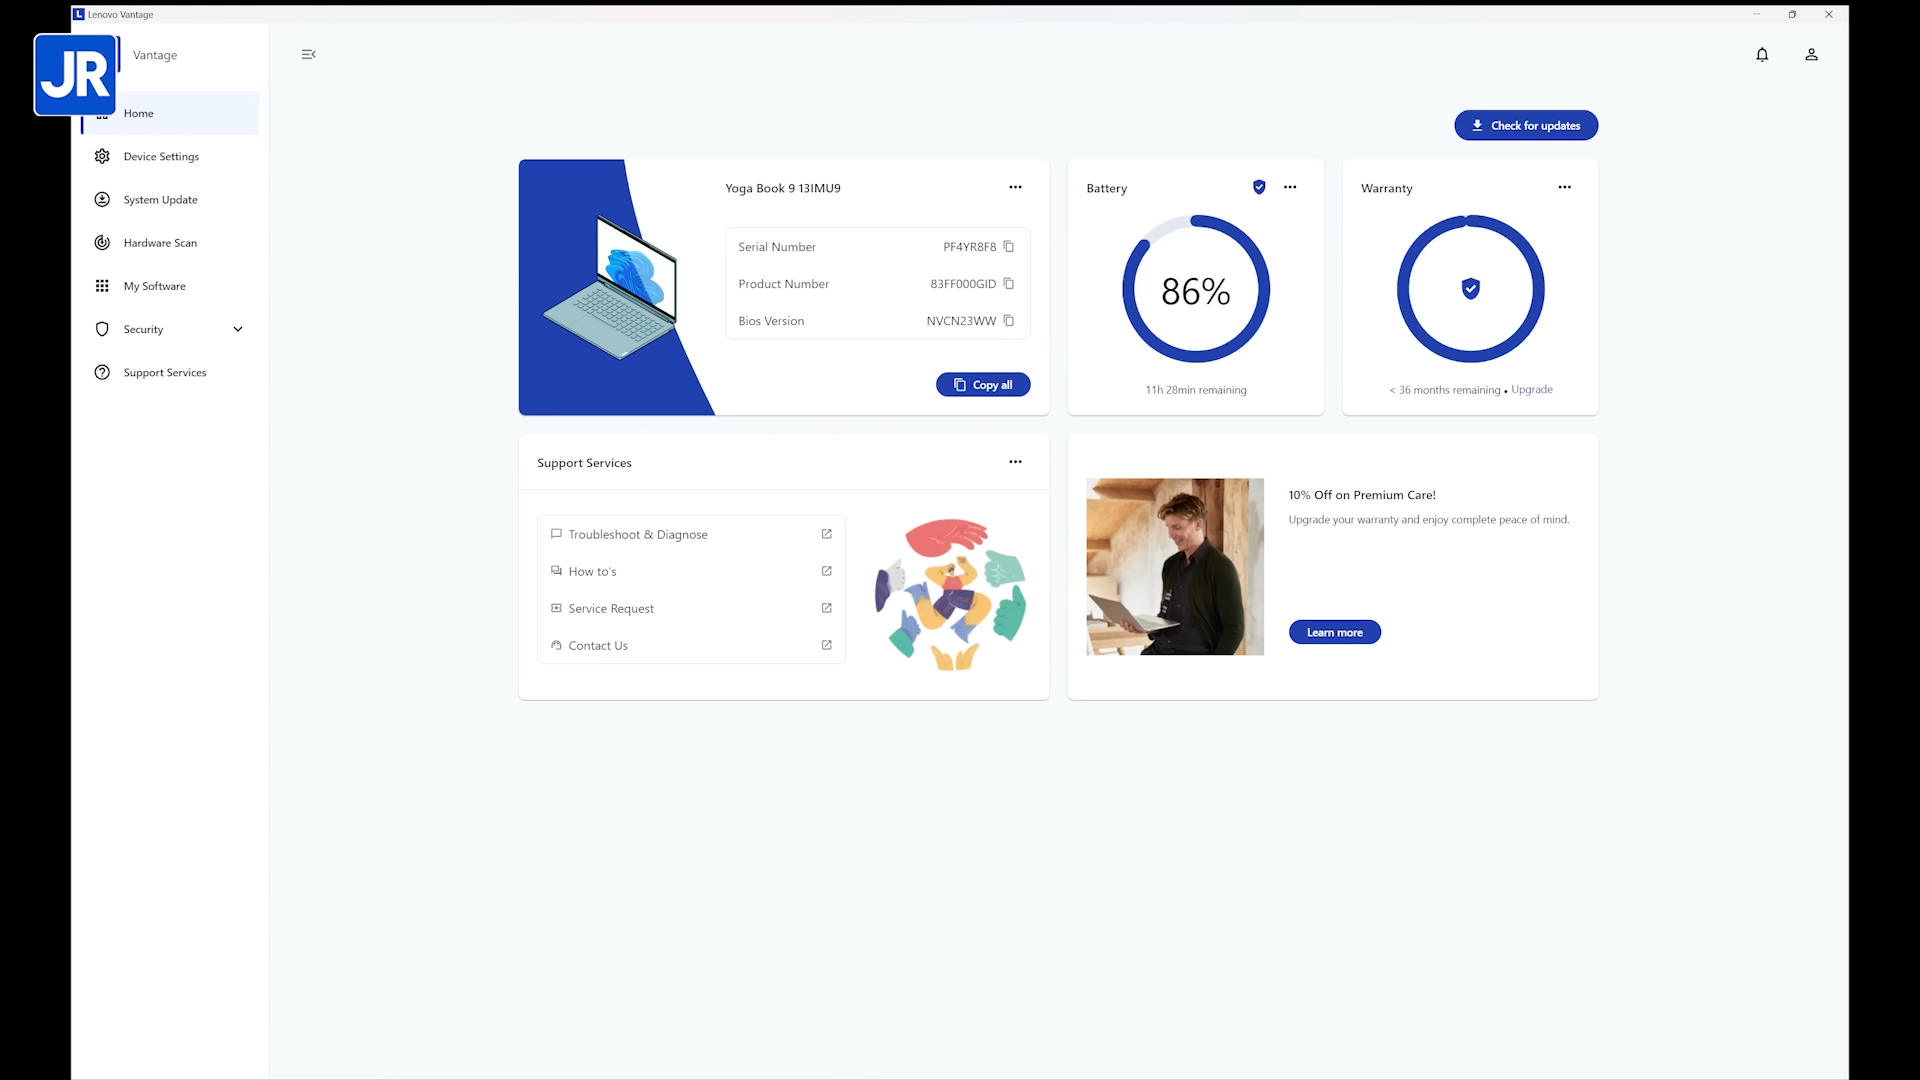 L Lenovo Vantage
JR
Vantage
Home
Device Settings
System Update
Hardware Scan
My Software
Security
Support Services
Check for updates
Yoga Book 9 13IMU9
Serial Number PF4YR8F8
Product Number 83FF000GID
Bios Version NVCN23WW
Copy all
Battery
86%
11h 28min remaining
Warranty
< 36 months remaining • Upgrade
Support Services
Troubleshoot & Diagnose
How to's
Service Request
Contact Us
10% Off on Premium Care!
Upgrade your warranty and enjoy complete peace of mind.
Learn more